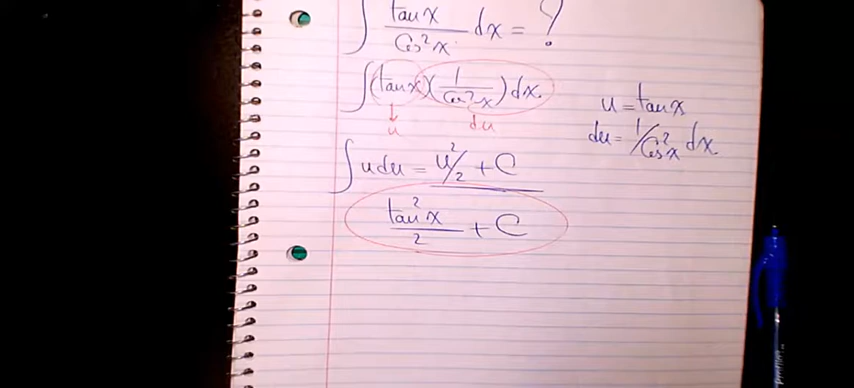 ∫ tan x / Cos²x dx = ?
∫(tan x)(1/Cos²x)dx.
u
du
u = tan x
du = 1/Cos²x dx
∫u du = u²/2 + C
tan²x / 2 + C